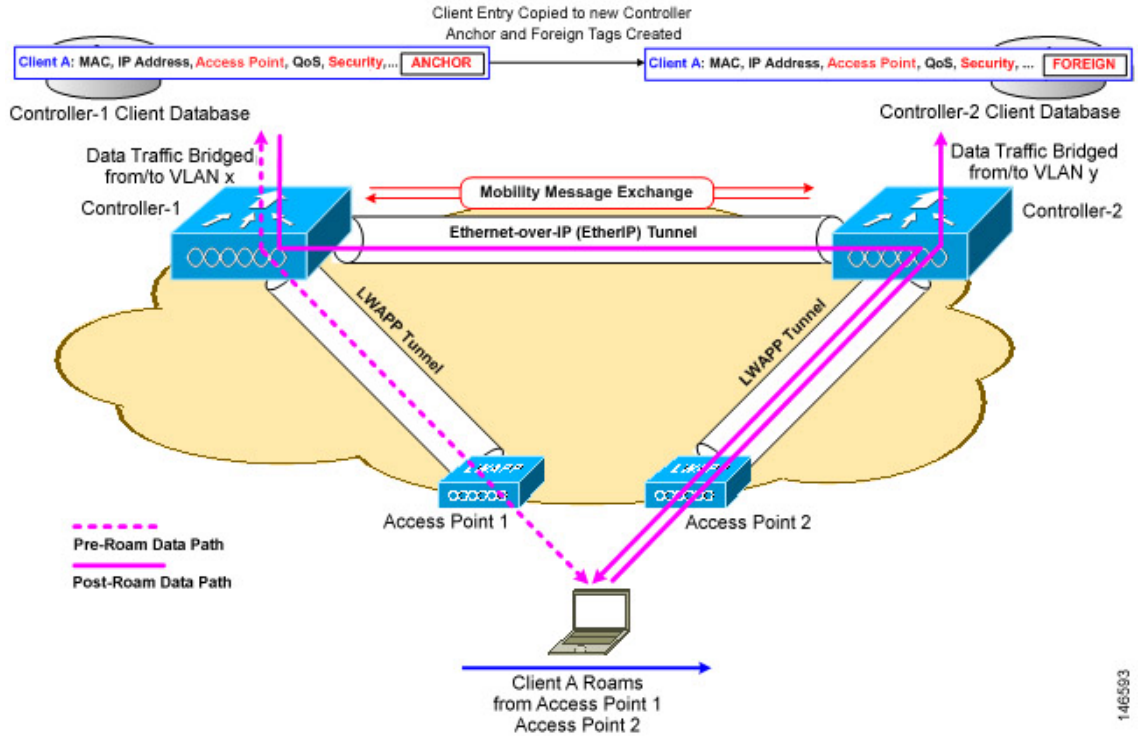 Client Entry Copied to new Controller
Anchor and Foreign Tags Created
Client A: MAC, IP Address, Access Point, QoS, Security,... ANCHOR
Client A: MAC, IP Address, Access Point, QoS, Security, ... FOREIGN
Controller-1 Client Database
Controller-2 Client Database
Data Traffic Bridged
from/to VLAN x
Data Traffic Bridged
from/to VLAN y
Mobility Message Exchange
Controller-1
Controller-2
Ethernet-over-IP (EtherIP) Tunnel
LWAPP Tunnel
LWAPP Tunnel
LWAPP
LWAPP
Access Point 1
Access Point 2
Pre-Roam Data Path
Post-Roam Data Path
Client A Roams
from Access Point 1
Access Point 2
146593